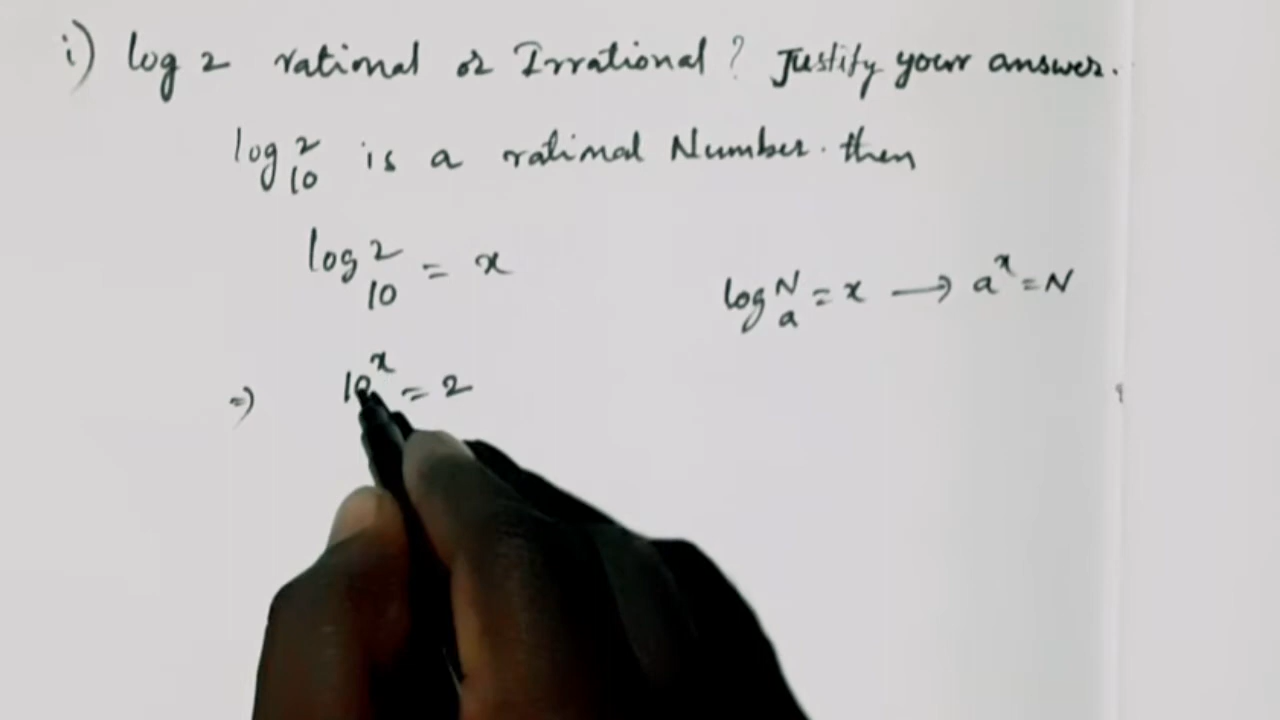 i) log 2 rational or Irrational? Justify your answer.
log₁₀ 2 is a rational Number. then
log₁₀ 2 = x
log_a N = x → a^x = N
⇒ 10^x = 2